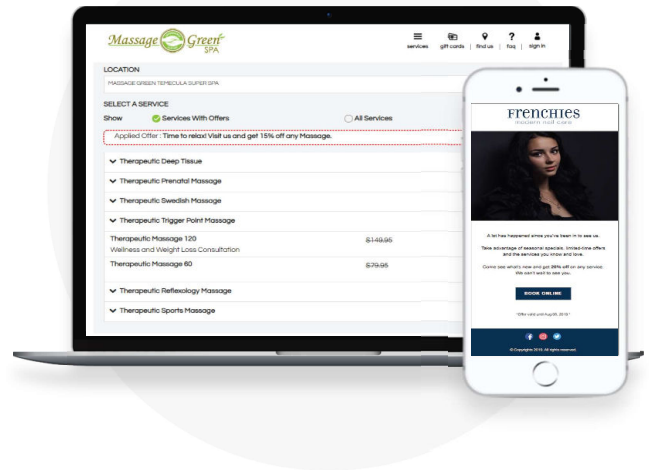 Massage Green
SPA
services
gift cards
find us
faq
sign in
LOCATION
MASSAGE GREEN TEMECULA SUPER SPA
SELECT A SERVICE
Show Services With Offers All Services
Applied Offer : Time to relax! Visit us and get 15% off any Massage.
Therapeutic Deep Tissue
Therapeutic Prenatal Massage
Therapeutic Swedish Massage
Therapeutic Trigger Point Massage
Therapeutic Massage 120 $149.95
Wellness and Weight Loss Consultation
Therapeutic Massage 60 $79.95
Therapeutic Reflexology Massage
Therapeutic Sports Massage
FRENCHIES
modern nail care
A lot has happened since you've been in to see us.
Take advantage of seasonal specials, limited-time offers
and the services you know and love.
Come see what's new and get 20% off on any service.
We can't wait to see you.
BOOK ONLINE
© Copyrights 2019. All rights reserved.